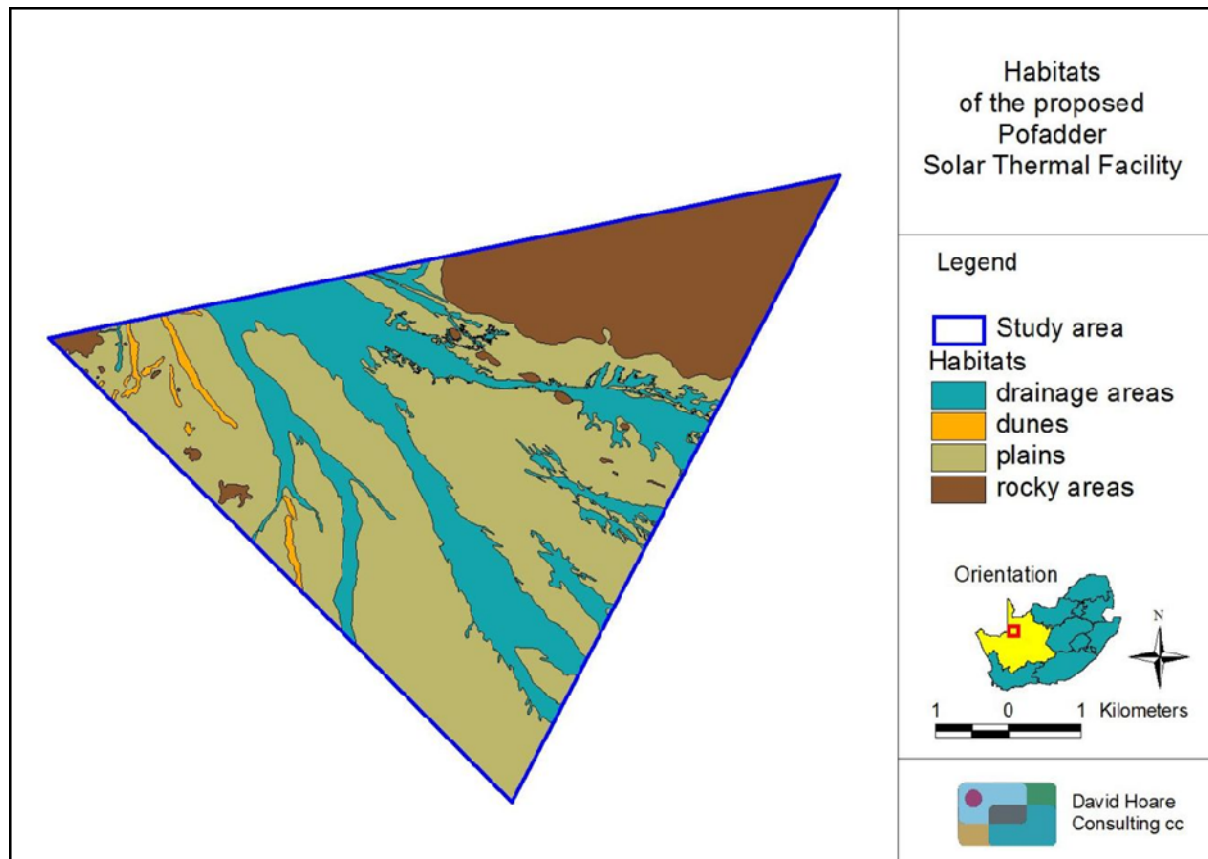 Habitats
of the proposed
Pofadder
Solar Thermal Facility
Legend
Study area
Habitats
drainage areas
dunes
plains
rocky areas
Orientation
N
1 0 1 Kilometers
David Hoare
Consulting cc